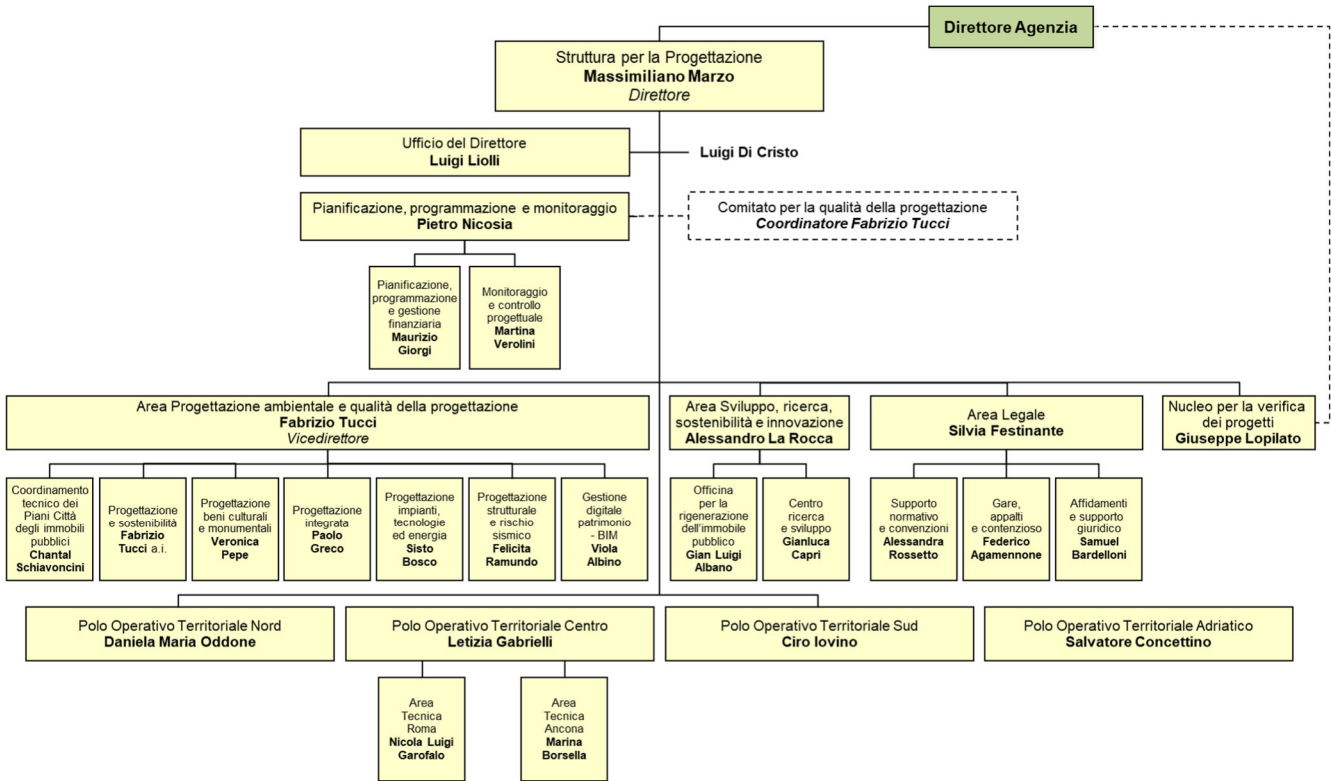 Direttore Agenzia
Struttura per la Progettazione
Massimiliano Marzo
Direttore
Ufficio del Direttore
Luigi Liolli
Luigi Di Cristo
Pianificazione, programmazione e monitoraggio
Pietro Nicosia
Comitato per la qualità della progettazione
Coordinatore Fabrizio Tucci
Pianificazione,
programmazione
e gestione
finanziaria
Maurizio
Giorgi
Monitoraggio
e controllo
progettuale
Martina
Verolini
Area Progettazione ambientale e qualità della progettazione
Fabrizio Tucci
Vicedirettore
Area Sviluppo, ricerca,
sostenibilità e innovazione
Alessandro La Rocca
Area Legale
Silvia Festinante
Nucleo per la verifica
dei progetti
Giuseppe Lopilato
Coordinamento
tecnico dei
Piani Città
degli immobili
pubblici
Chantal
Schiavoncini
Progettazione
e sostenibilità
Fabrizio
Tucci a.i.
Progettazione
beni culturali
e monumentali
Veronica
Pepe
Progettazione
integrata
Paolo
Greco
Progettazione
impianti,
tecnologie
ed energia
Sisto
Bosco
Progettazione
strutturale
e rischio
sismico
Felicita
Ramundo
Gestione
digitale
patrimonio
- BIM
Viola
Albino
Officina
per la
rigenerazione
dell'immobile
pubblico
Gian Luigi
Albano
Centro
ricerca
e sviluppo
Gianluca
Capri
Supporto
normativo
e convenzioni
Alessandra
Rossetto
Gare,
appalti
e contenzioso
Federico
Agamennone
Affidamenti
e supporto
giuridico
Samuel
Bardelloni
Polo Operativo Territoriale Nord
Daniela Maria Oddone
Polo Operativo Territoriale Centro
Letizia Gabrielli
Polo Operativo Territoriale Sud
Ciro Iovino
Polo Operativo Territoriale Adriatico
Salvatore Concettino
Area
Tecnica
Roma
Nicola Luigi
Garofalo
Area
Tecnica
Ancona
Marina
Borsella